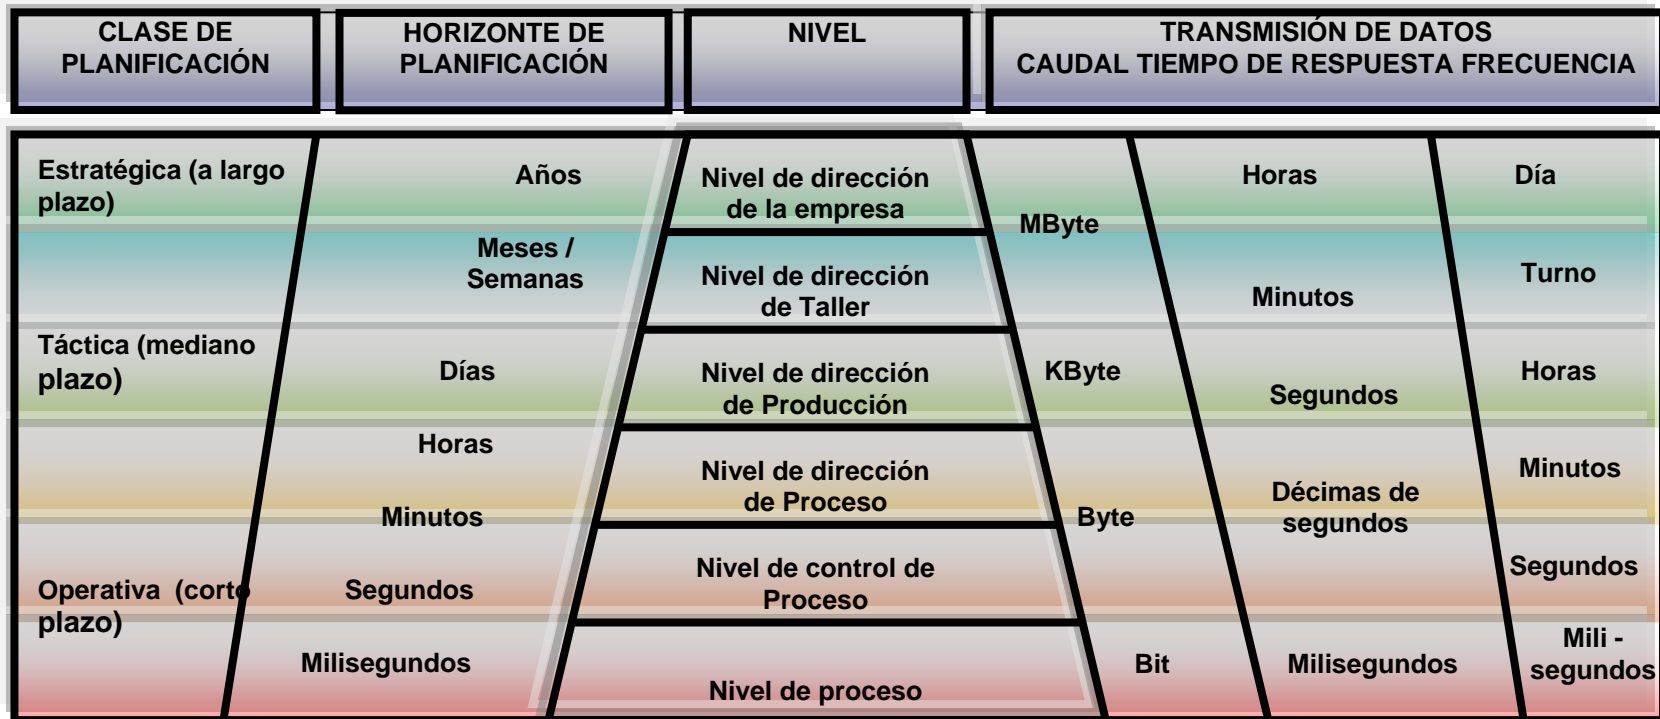 CLASE DE
PLANIFICACIÓN
HORIZONTE DE
PLANIFICACIÓN
NIVEL
TRANSMISIÓN DE DATOS
CAUDAL TIEMPO DE RESPUESTA FRECUENCIA
Estratégica (a largo
plazo)
Años
Nivel de dirección
de la empresa
MByte
Horas
Día
Meses /
Semanas
Nivel de dirección
de Taller
Minutos
Turno
Táctica (mediano
plazo)
Días
Nivel de dirección
de Producción
KByte
Segundos
Horas
Horas
Minutos
Nivel de dirección
de Proceso
Byte
Décimas de
segundos
Minutos
Operativa (corto
plazo)
Segundos
Nivel de control de
Proceso
Segundos
Milisegundos
Nivel de proceso
Bit
Milisegundos
Mili -
segundos